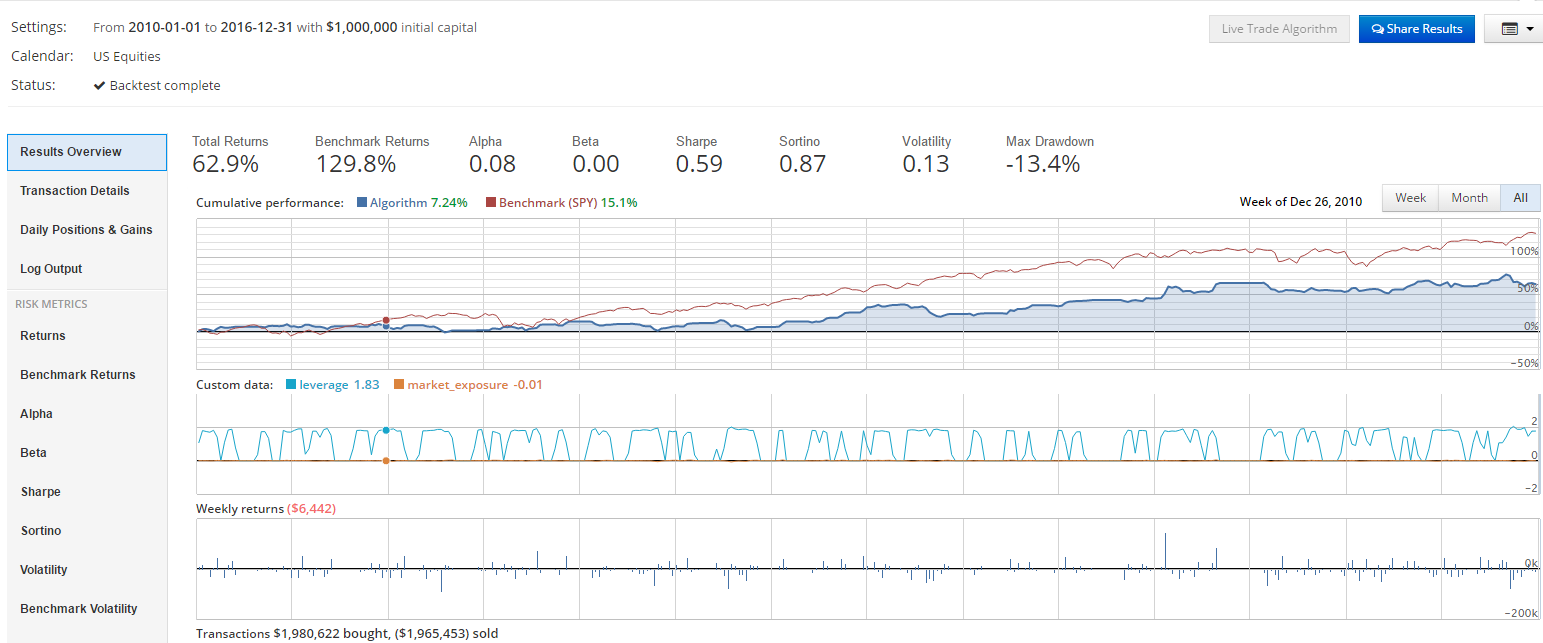 Settings: From 2010-01-01 to 2016-12-31 with $1,000,000 initial capital
Live Trade Algorithm Share Results
Calendar: US Equities
Status: Backtest complete
Results Overview
Transaction Details
Daily Positions & Gains
Log Output
RISK METRICS
Returns
Benchmark Returns
Alpha
Beta
Sharpe
Sortino
Volatility
Benchmark Volatility
Total Returns Benchmark Returns Alpha Beta Sharpe Sortino Volatility Max Drawdown
62.9% 129.8% 0.08 0.00 0.59 0.87 0.13 -13.4%
Cumulative performance: Algorithm 7.24% Benchmark (SPY) 15.1% Week of Dec 26, 2010 Week Month All
100%
50%
0%
−50%
Custom data: leverage 1.83 market_exposure -0.01
2
0
−2
Weekly returns ($6,442)
0k
−200k
Transactions $1,980,622 bought, ($1,965,453) sold